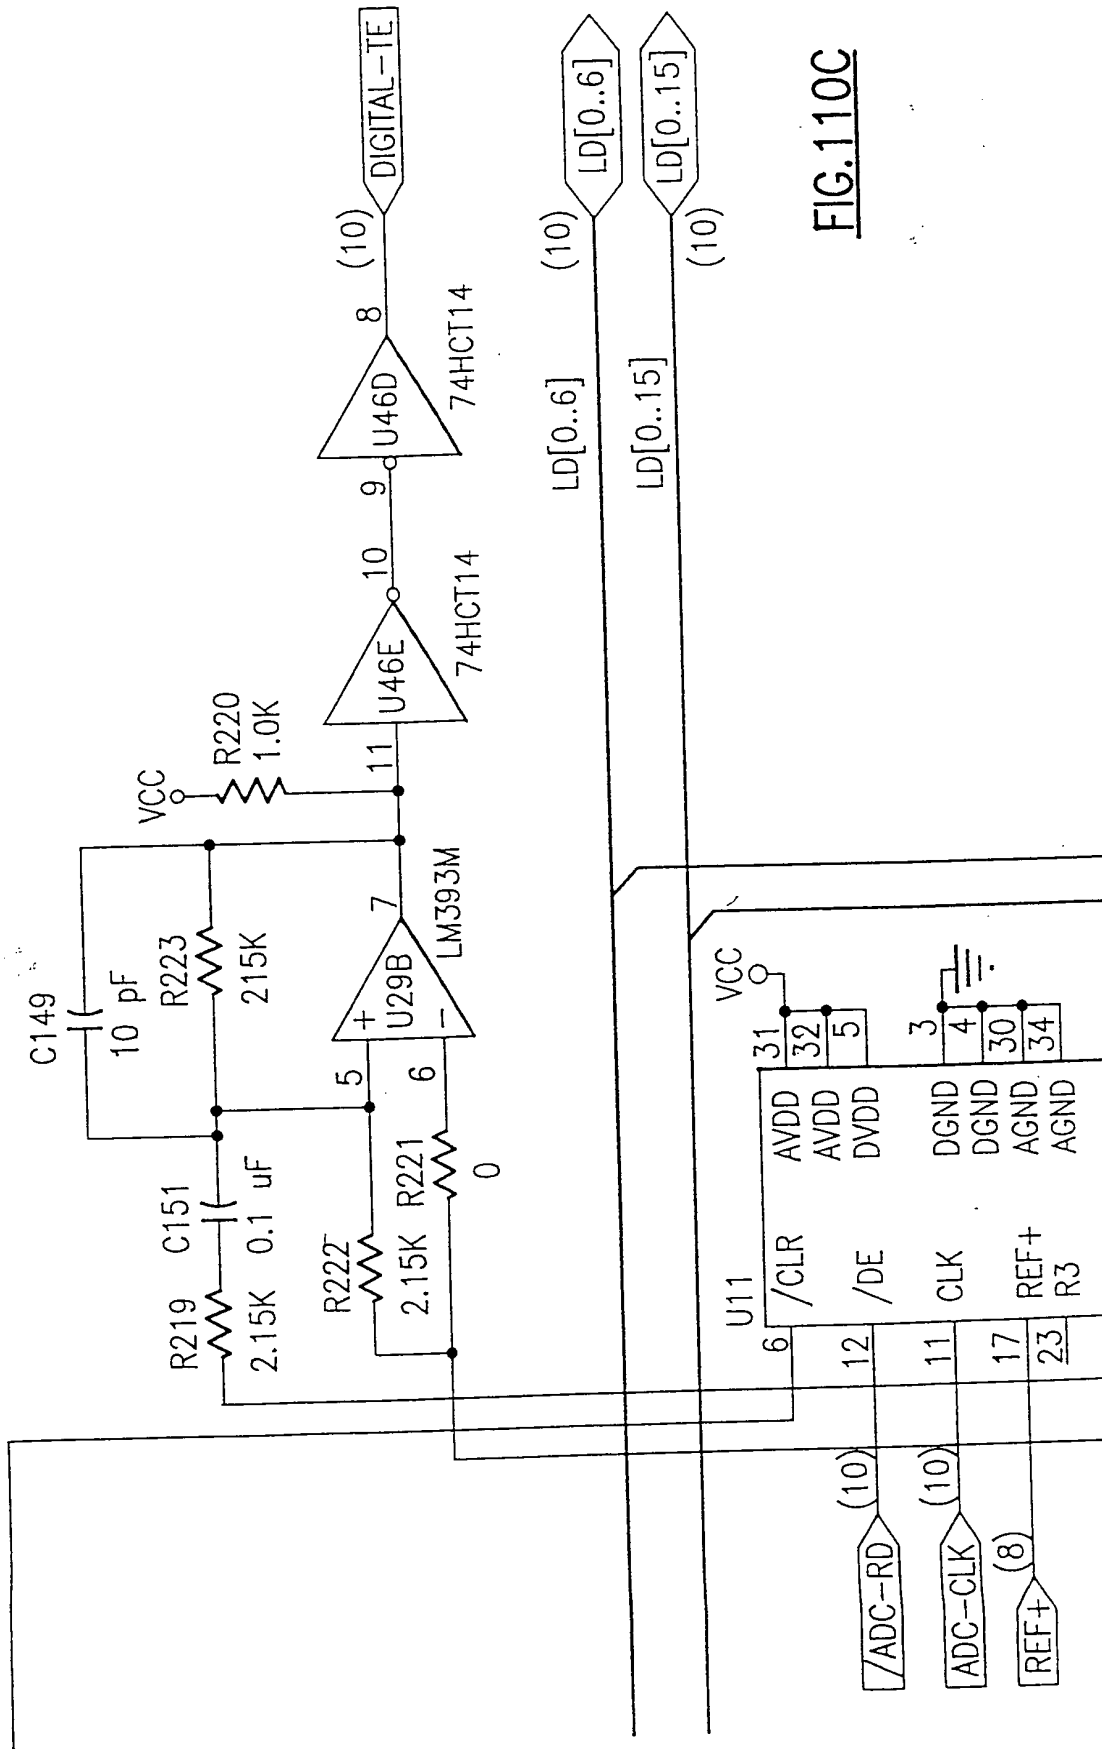 C149
10 pF
R223
215K
VCC
R220
1.0K
R219
2.15K
C151
0.1 uF
R222
2.15K
R221
0
5
6
+
−
U29B
7
LM393M
11
U46E
10
74HCT14
9
U46D
8
74HCT14
(10)
DIGITAL−TE
LD[0..6]
(10)
LD[0..6]
LD[0..15]
(10)
LD[0..15]
U11
6
/CLR
12
/DE
11
CLK
17
REF+
23
R3
AVDD
31
AVDD
32
DVDD
5
VCC
DGND
3
DGND
4
AGND
30
AGND
34
/ADC−RD
(10)
ADC−CLK
(10)
REF+
(8)
FIG.110C